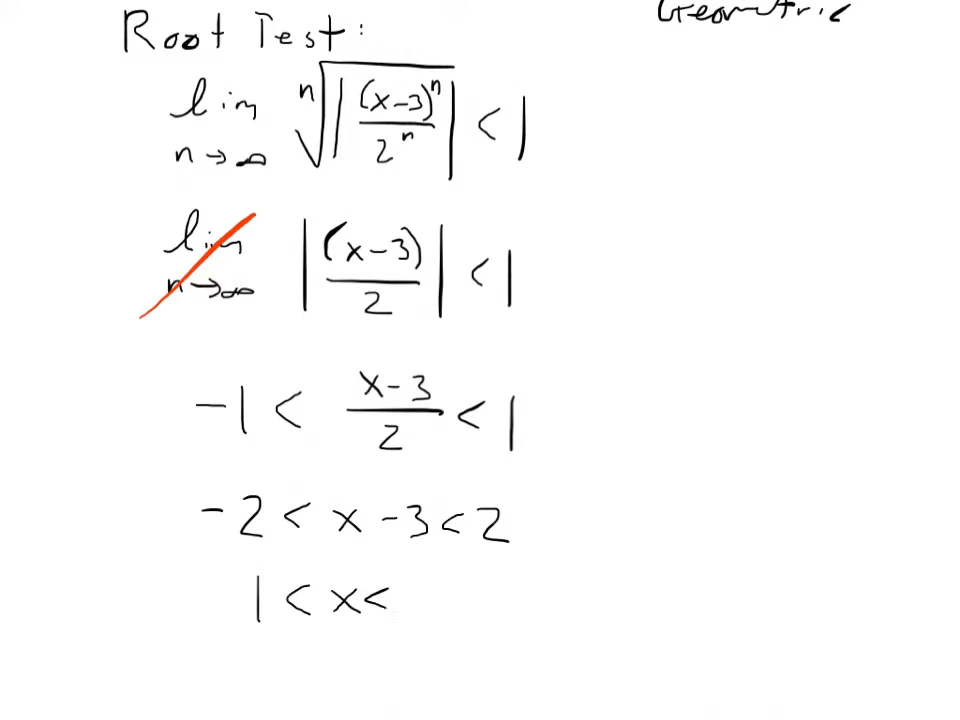 Geometric
Root Test:
lim n→∞ ⁿ√|(x-3)ⁿ/2ⁿ| < 1
lim n→∞ |(x-3)/2| < 1
-1 < x-3/2 < 1
-2 < x -3 < 2
1 < x <